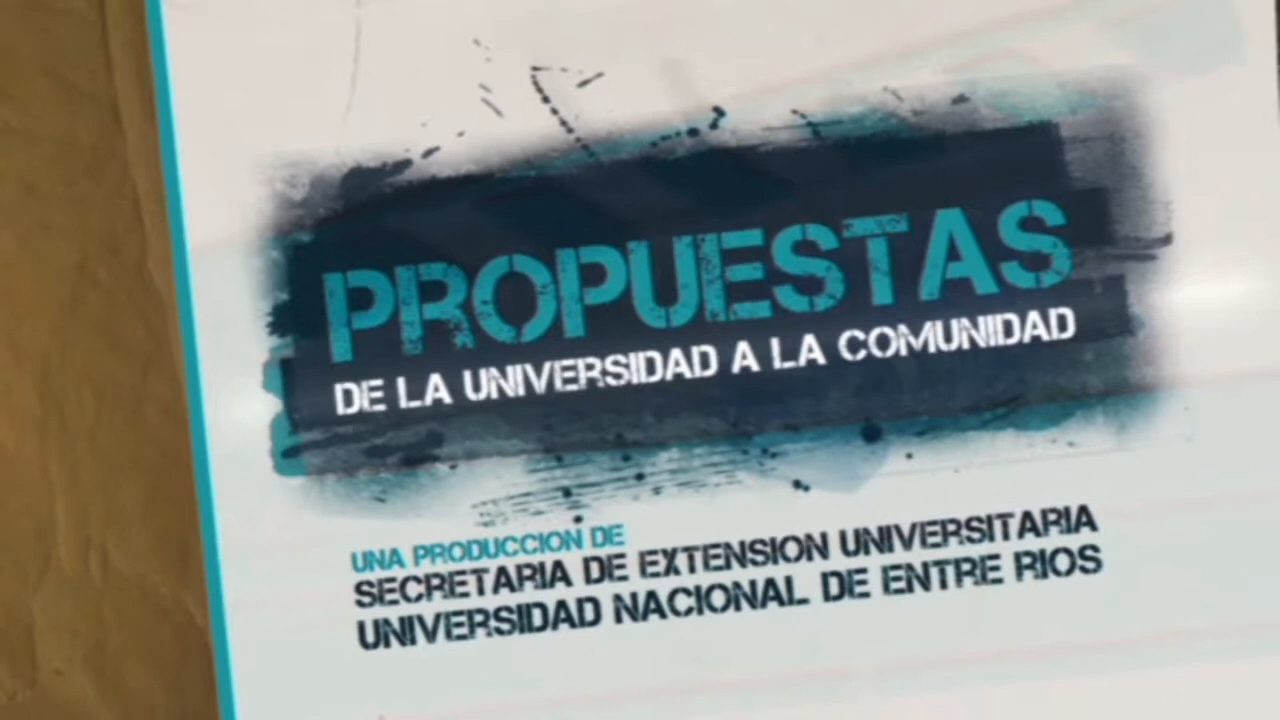 PROPUESTAS
DE LA UNIVERSIDAD A LA COMUNIDAD
UNA PRODUCCION DE
SECRETARIA DE EXTENSION UNIVERSITARIA
UNIVERSIDAD NACIONAL DE ENTRE RIOS